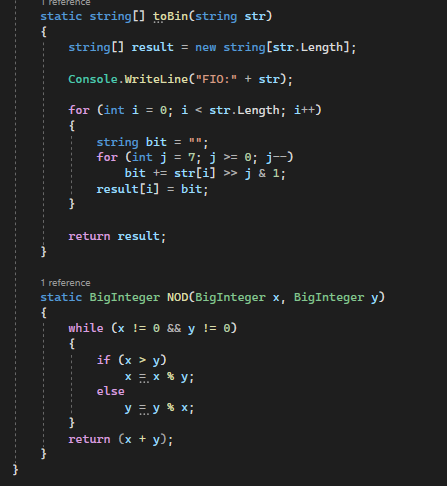 1 reference
static string[] toBin(string str)
{
string[] result = new string[str.Length];
Console.WriteLine("FIO:" + str);
for (int i = 0; i < str.Length; i++)
{
string bit = "";
for (int j = 7; j >= 0; j--)
bit += str[i] >> j & 1;
result[i] = bit;
}
return result;
}
1 reference
static BigInteger NOD(BigInteger x, BigInteger y)
{
while (x != 0 && y != 0)
{
if (x > y)
x = x % y;
else
y = y % x;
}
return (x + y);
}
}